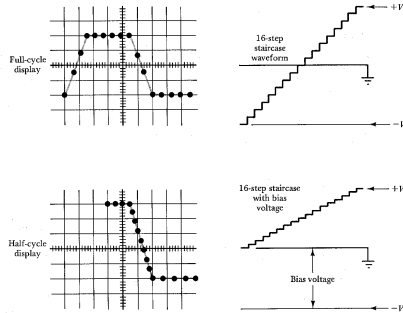 Full-cycle
display
16-step
staircase
waveform
+V
-V
Half-cycle
display
16-step staircase
with bias
voltage
+V
Bias voltage
-V